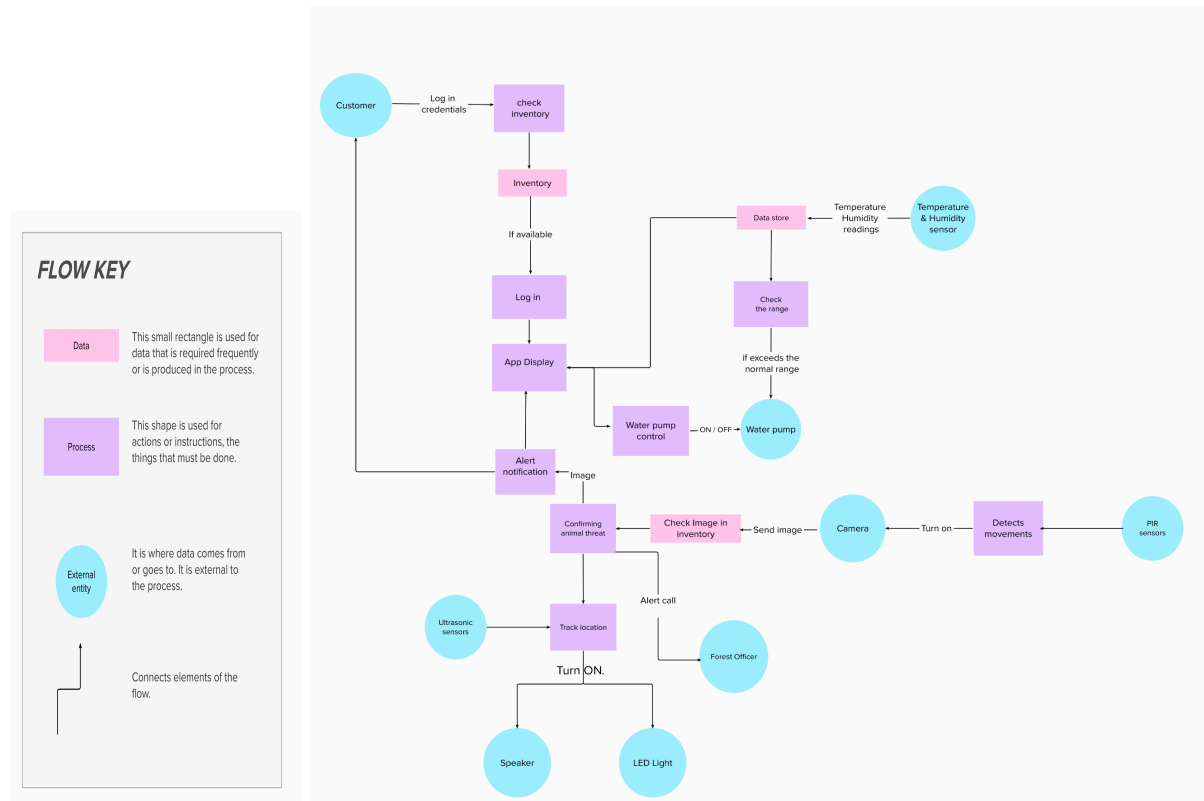 FLOW KEY
Data
This small rectangle is used for
data that is required frequently
or is produced in the process.
Process
This shape is used for
actions or instructions, the
things that must be done.
External
entity
It is where data comes from
or goes to. It is external to
the process.
Connects elements of the
flow.
Customer
Log in
credentials
check
inventory
Inventory
If available
Log in
App Display
Data store
Temperature
Humidity
readings
Temperature
& Humidity
sensor
Check
the range
if exceeds the
normal range
Water pump
control
ON / OFF
Water pump
Alert
notification
Image
Confirming
animal threat
Check Image in
inventory
Send image
Camera
Turn on
Detects
movements
PIR
sensors
Alert call
Ultrasonic
sensors
Track location
Forest Officer
Turn ON.
Speaker
LED Light